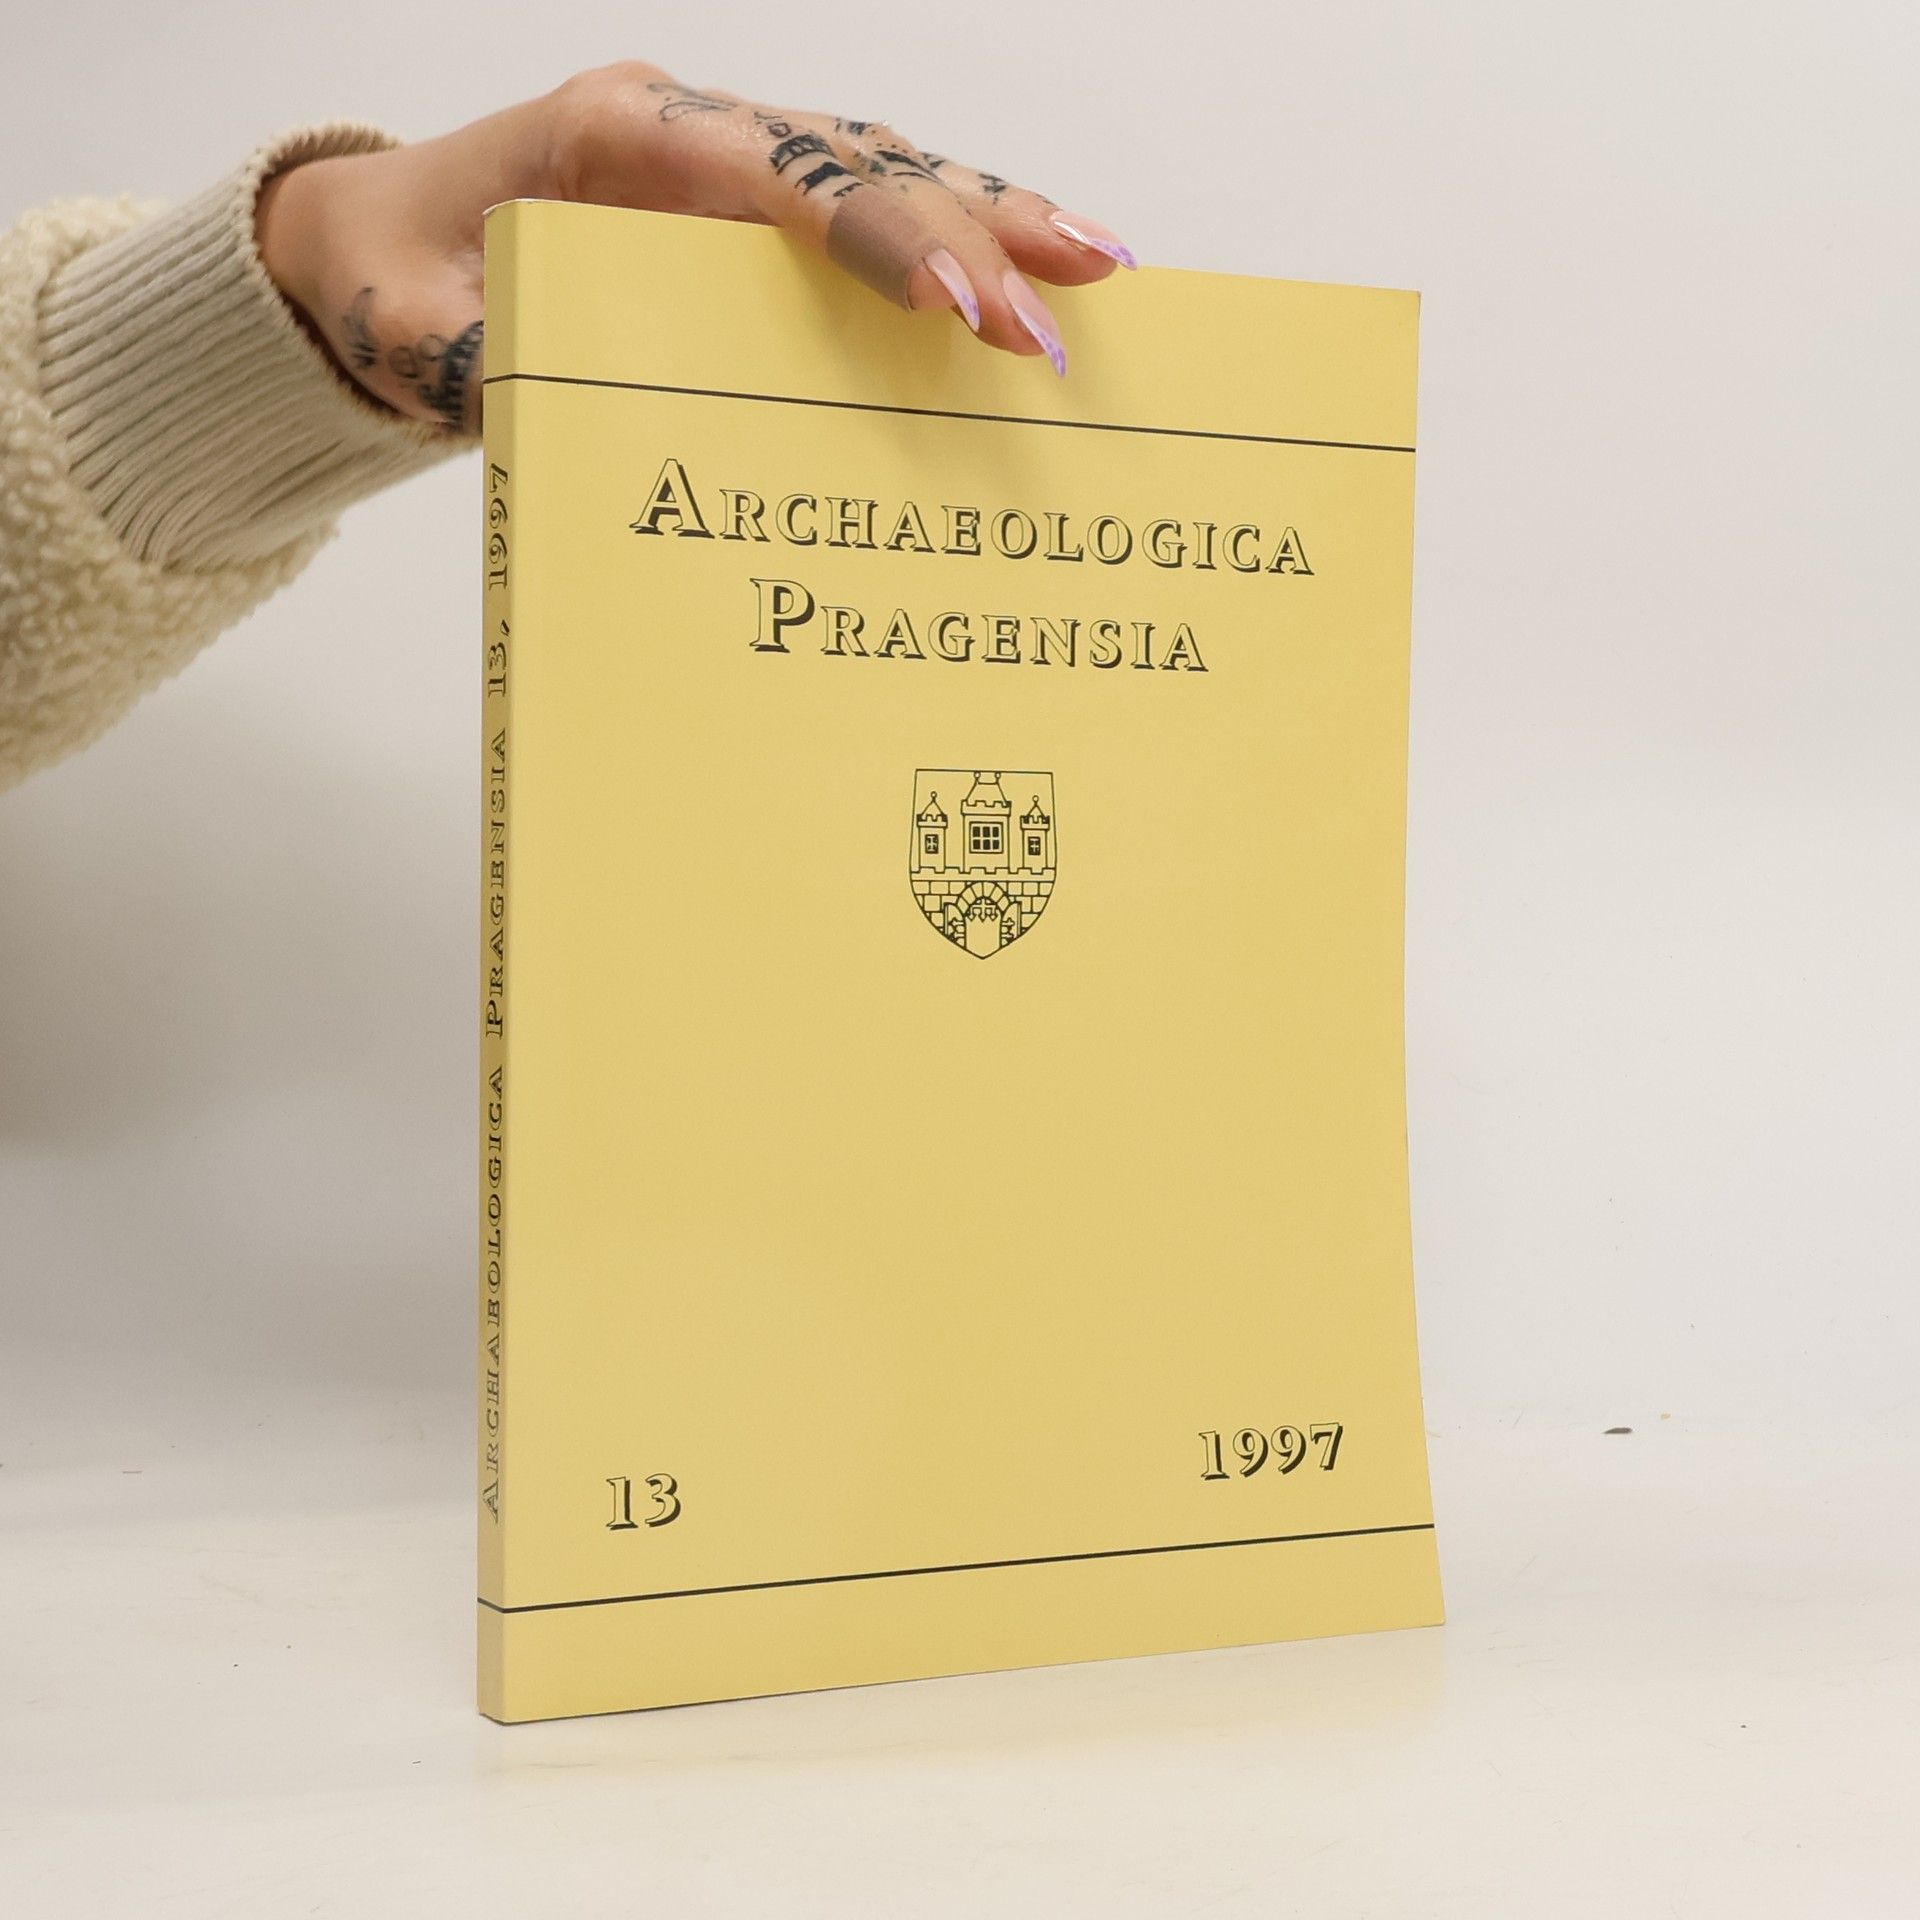 ARCHAEOLOGICA
PRAGENSIA
13
1997
ARCHAEOLOGICA PRAGENSIA 13, 1997